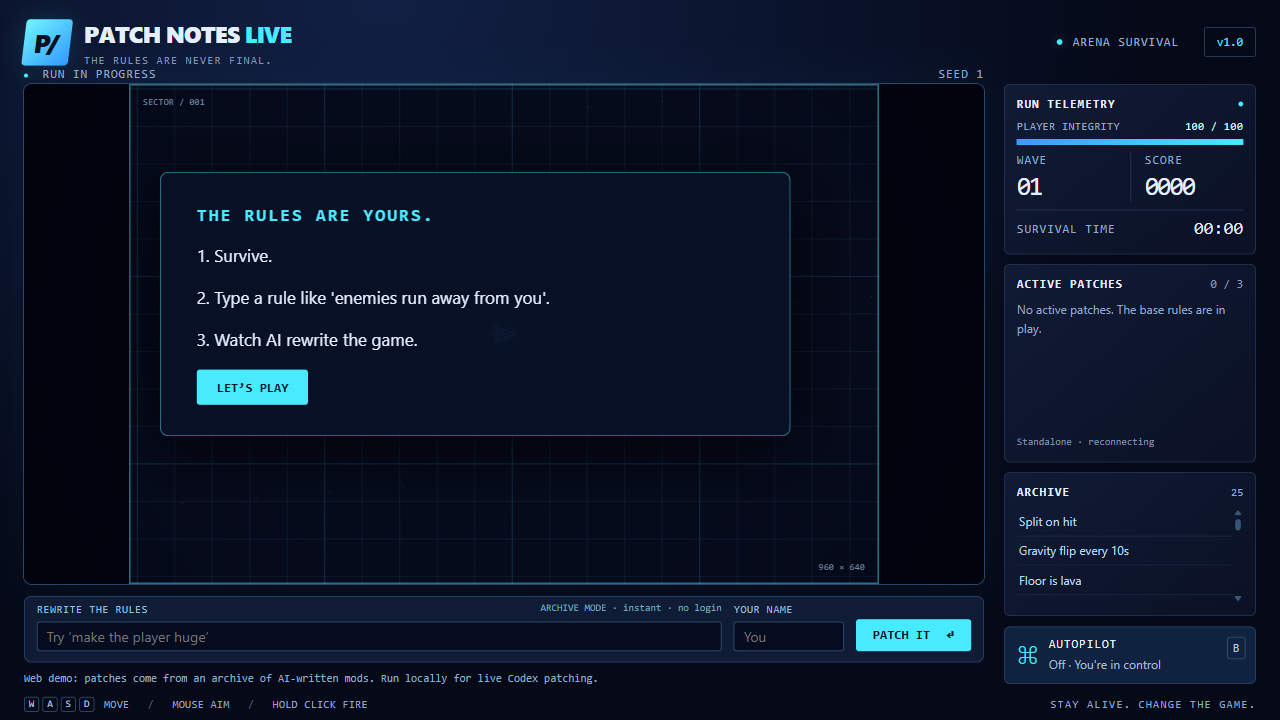 P/
PATCH NOTES LIVE
THE RULES ARE NEVER FINAL.
ARENA SURVIVAL
v1.0
RUN IN PROGRESS
SEED 1
SECTOR / 001
THE RULES ARE YOURS.
1. Survive.
2. Type a rule like 'enemies run away from you'.
3. Watch AI rewrite the game.
LET’S PLAY
960 × 640
RUN TELEMETRY
PLAYER INTEGRITY 100 / 100
WAVE SCORE
01 0000
SURVIVAL TIME 00:00
ACTIVE PATCHES 0 / 3
No active patches. The base rules are in
play.
Standalone · reconnecting
ARCHIVE 25
Split on hit
Gravity flip every 10s
Floor is lava
REWRITE THE RULES
ARCHIVE MODE · instant · no login
YOUR NAME
Try ‘make the player huge’
You
PATCH IT ⏎
AUTOPILOT
Off · You're in control
B
Web demo: patches come from an archive of AI-written mods. Run locally for live Codex patching.
W A S D MOVE / MOUSE AIM / HOLD CLICK FIRE
STAY ALIVE. CHANGE THE GAME.